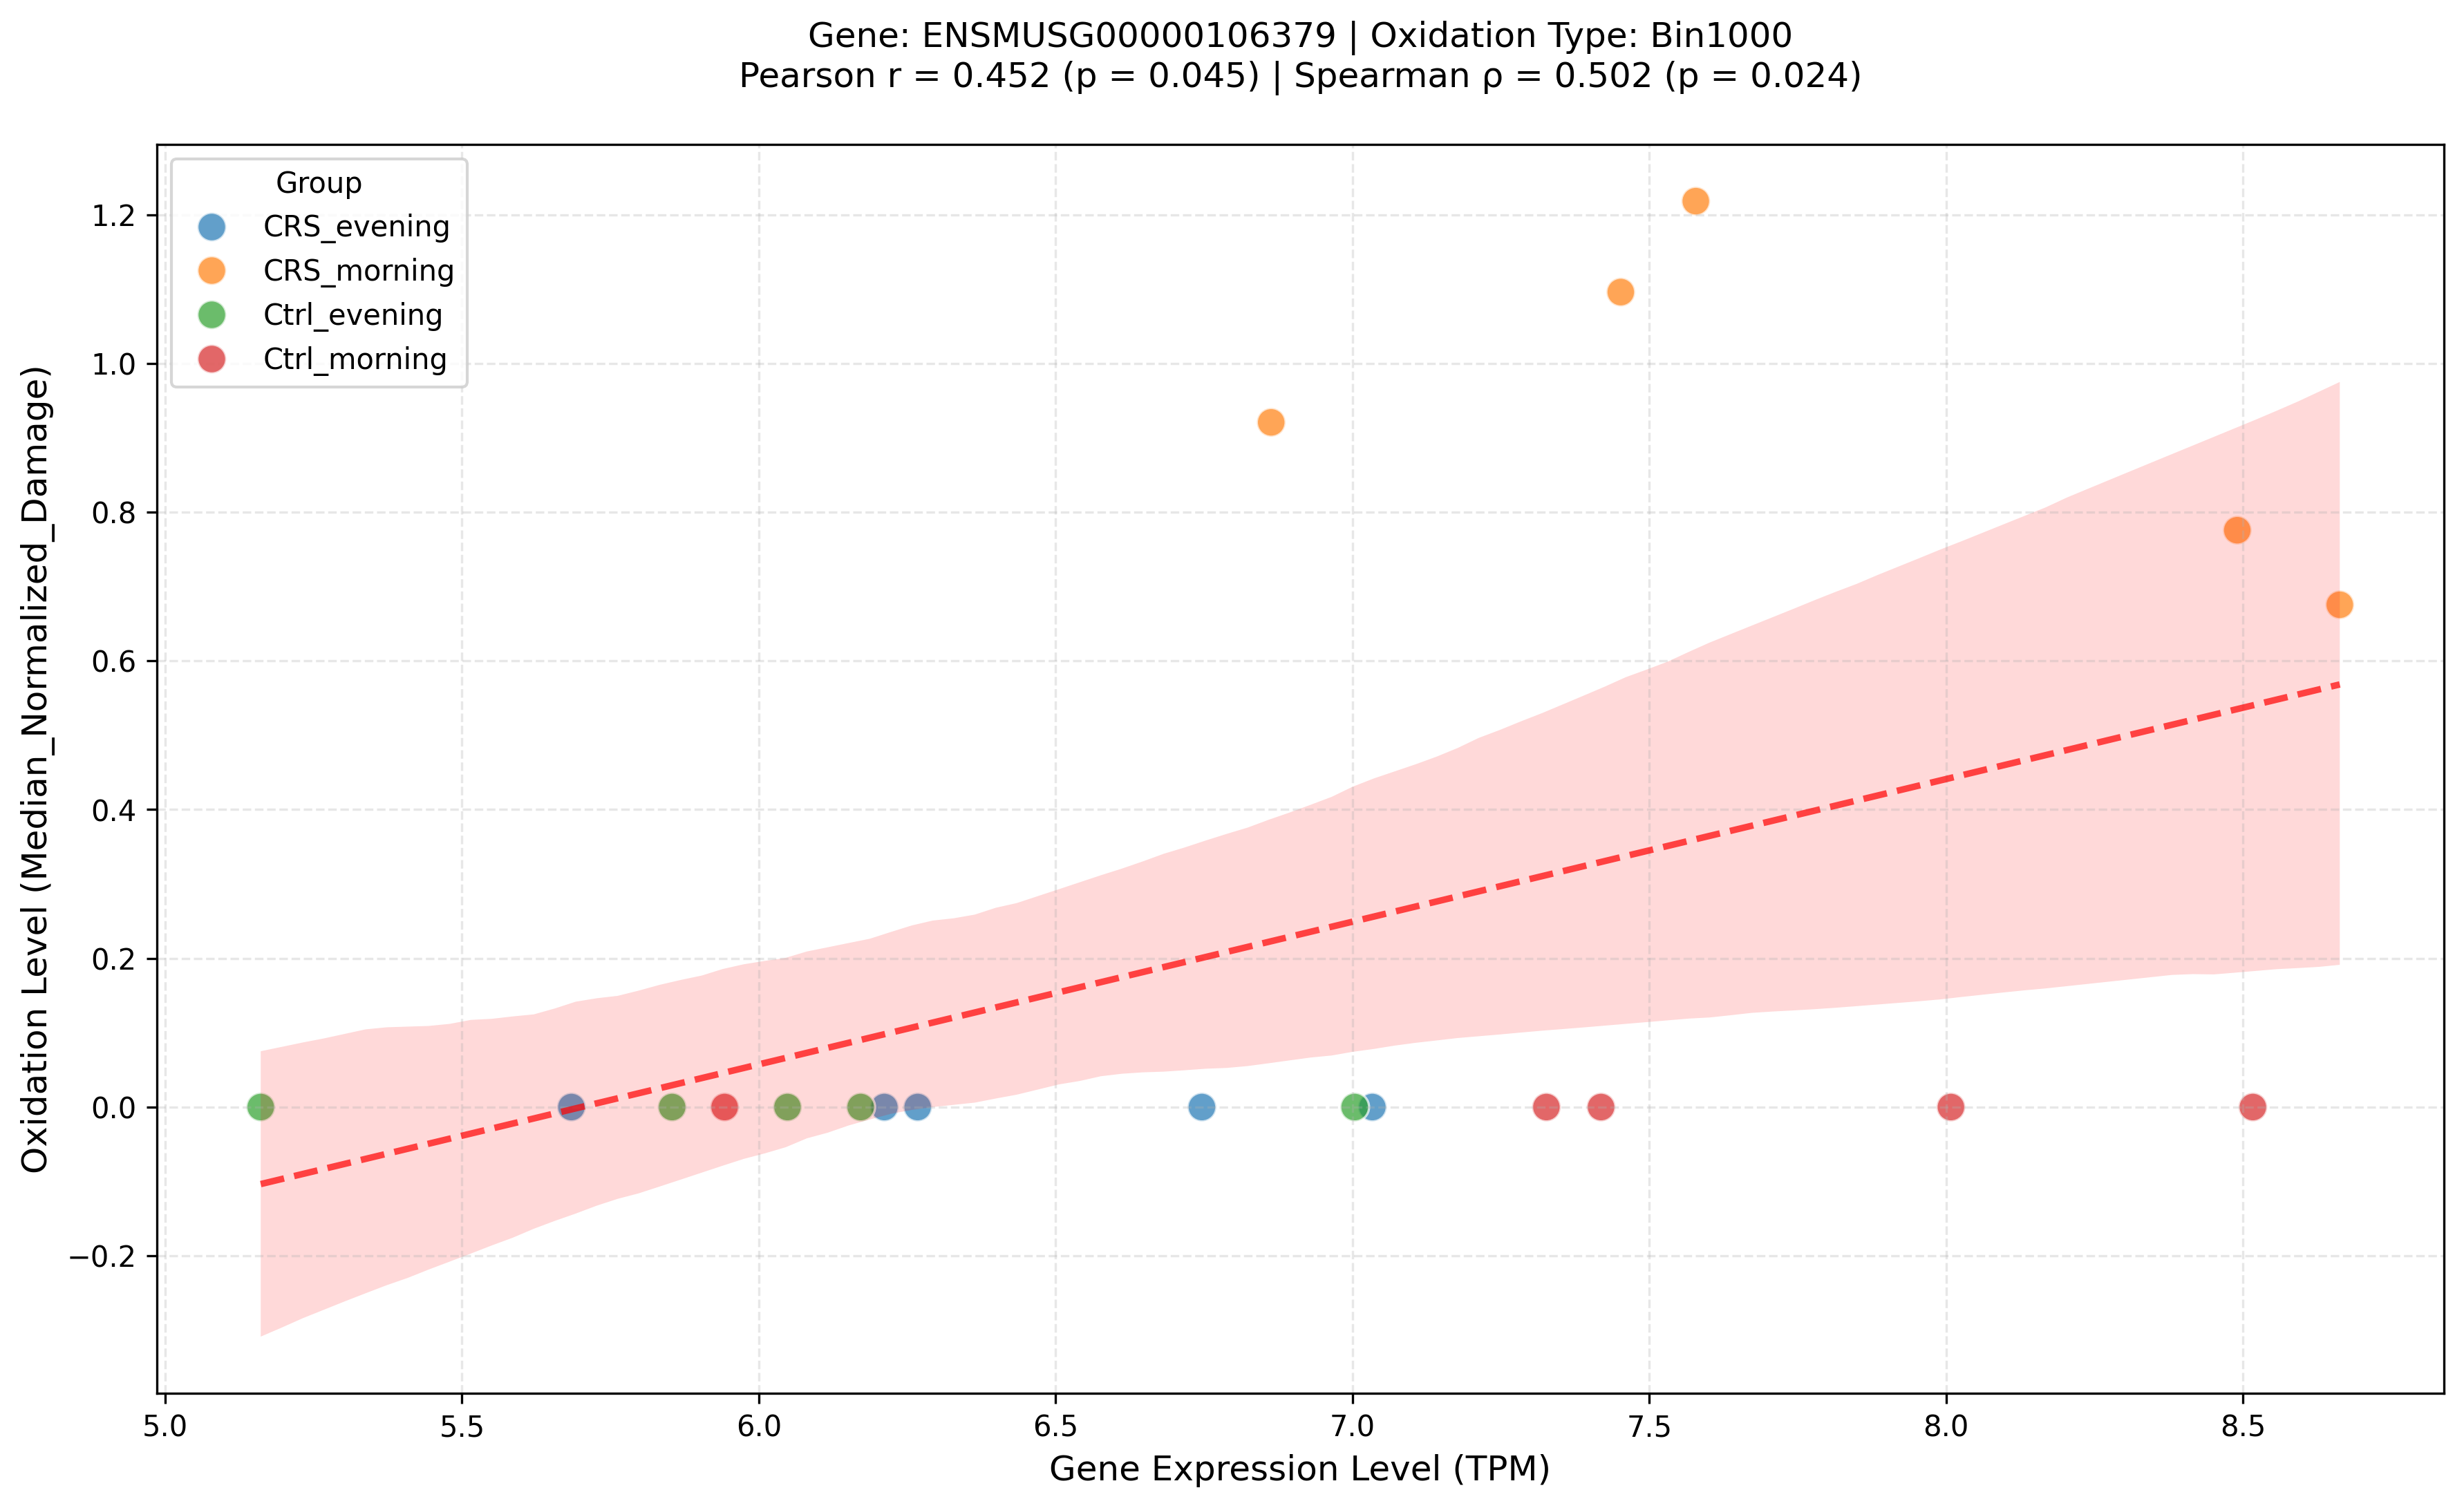 Gene: ENSMUSG00000106379 | Oxidation Type: Bin1000
Pearson r = 0.452 (p = 0.045) | Spearman ρ = 0.502 (p = 0.024)
Group
CRS_evening
CRS_morning
Ctrl_evening
Ctrl_morning
Oxidation Level (Median_Normalized_Damage)
1.2
1.0
0.8
0.6
0.4
0.2
0.0
−0.2
5.0 5.5 6.0 6.5 7.0 7.5 8.0 8.5
Gene Expression Level (TPM)